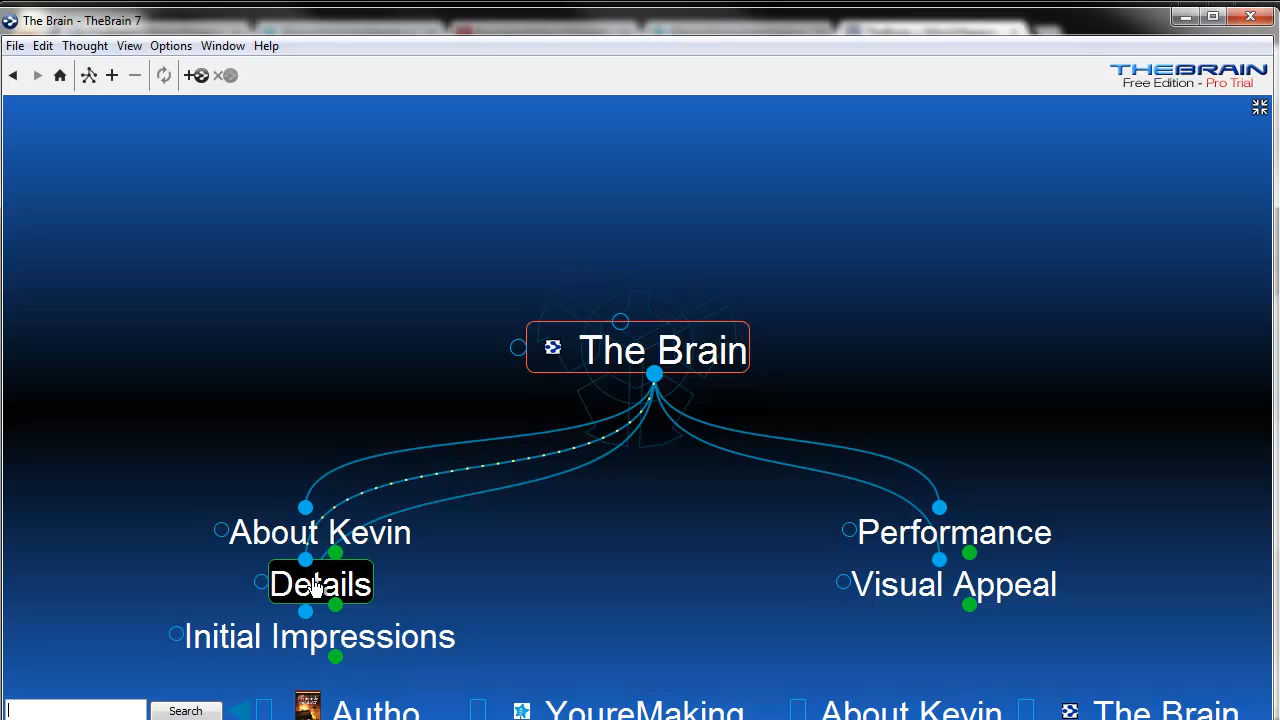 The Brain - TheBrain 7
File Edit Thought View Options Window Help
THEBRAIN
Free Edition - Pro Trial
The Brain
About Kevin
Details
Initial Impressions
Performance
Visual Appeal
Search
Autho
YoureMaking
About Kevin
The Brain